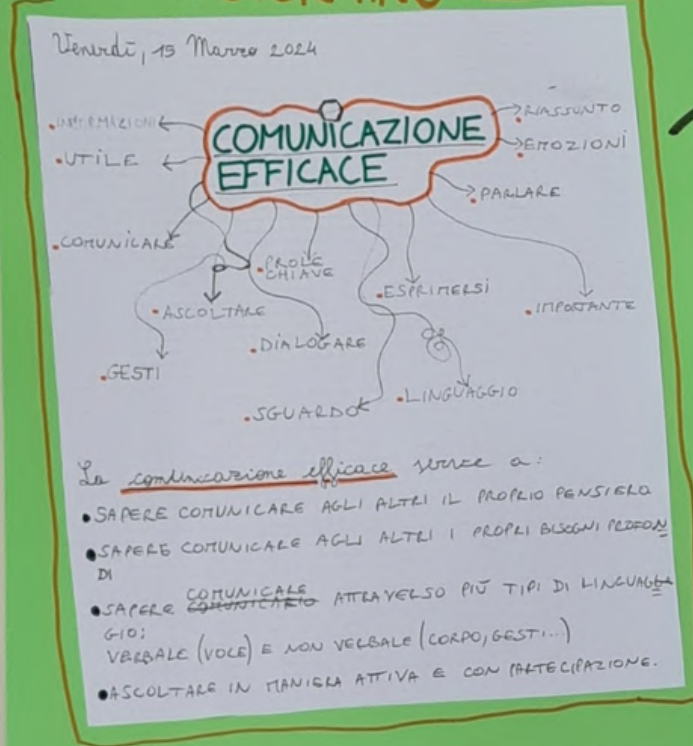 Venerdì, 15 Marzo 2024
COMUNICAZIONE
EFFICACE
•INFORMAZIONI
•UTILE
•COMUNICARE
•RIASSUNTO
•EMOZIONI
•PARLARE
•PROLE
CHIAVE
•ESPRIMERSI
•IMPORTANTE
•ASCOLTARE
•DIALOGARE
•GESTI
•SGUARDO
•LINGUAGGIO
La comunicazione efficace serve a:
•SAPERE COMUNICARE AGLI ALTRI IL PROPRIO PENSIERO
•SAPERE COMUNICARE AGLI ALTRI I PROPRI BISOGNI PROFON
DI
COMUNICARE
•SAPERE ATTRAVERSO PIÙ TIPI DI LINGUAG
GIO:
VERBALE (VOCE) E NON VERBALE (CORPO, GESTI...)
•ASCOLTARE IN MANIERA ATTIVA E CON PARTECIPAZIONE.